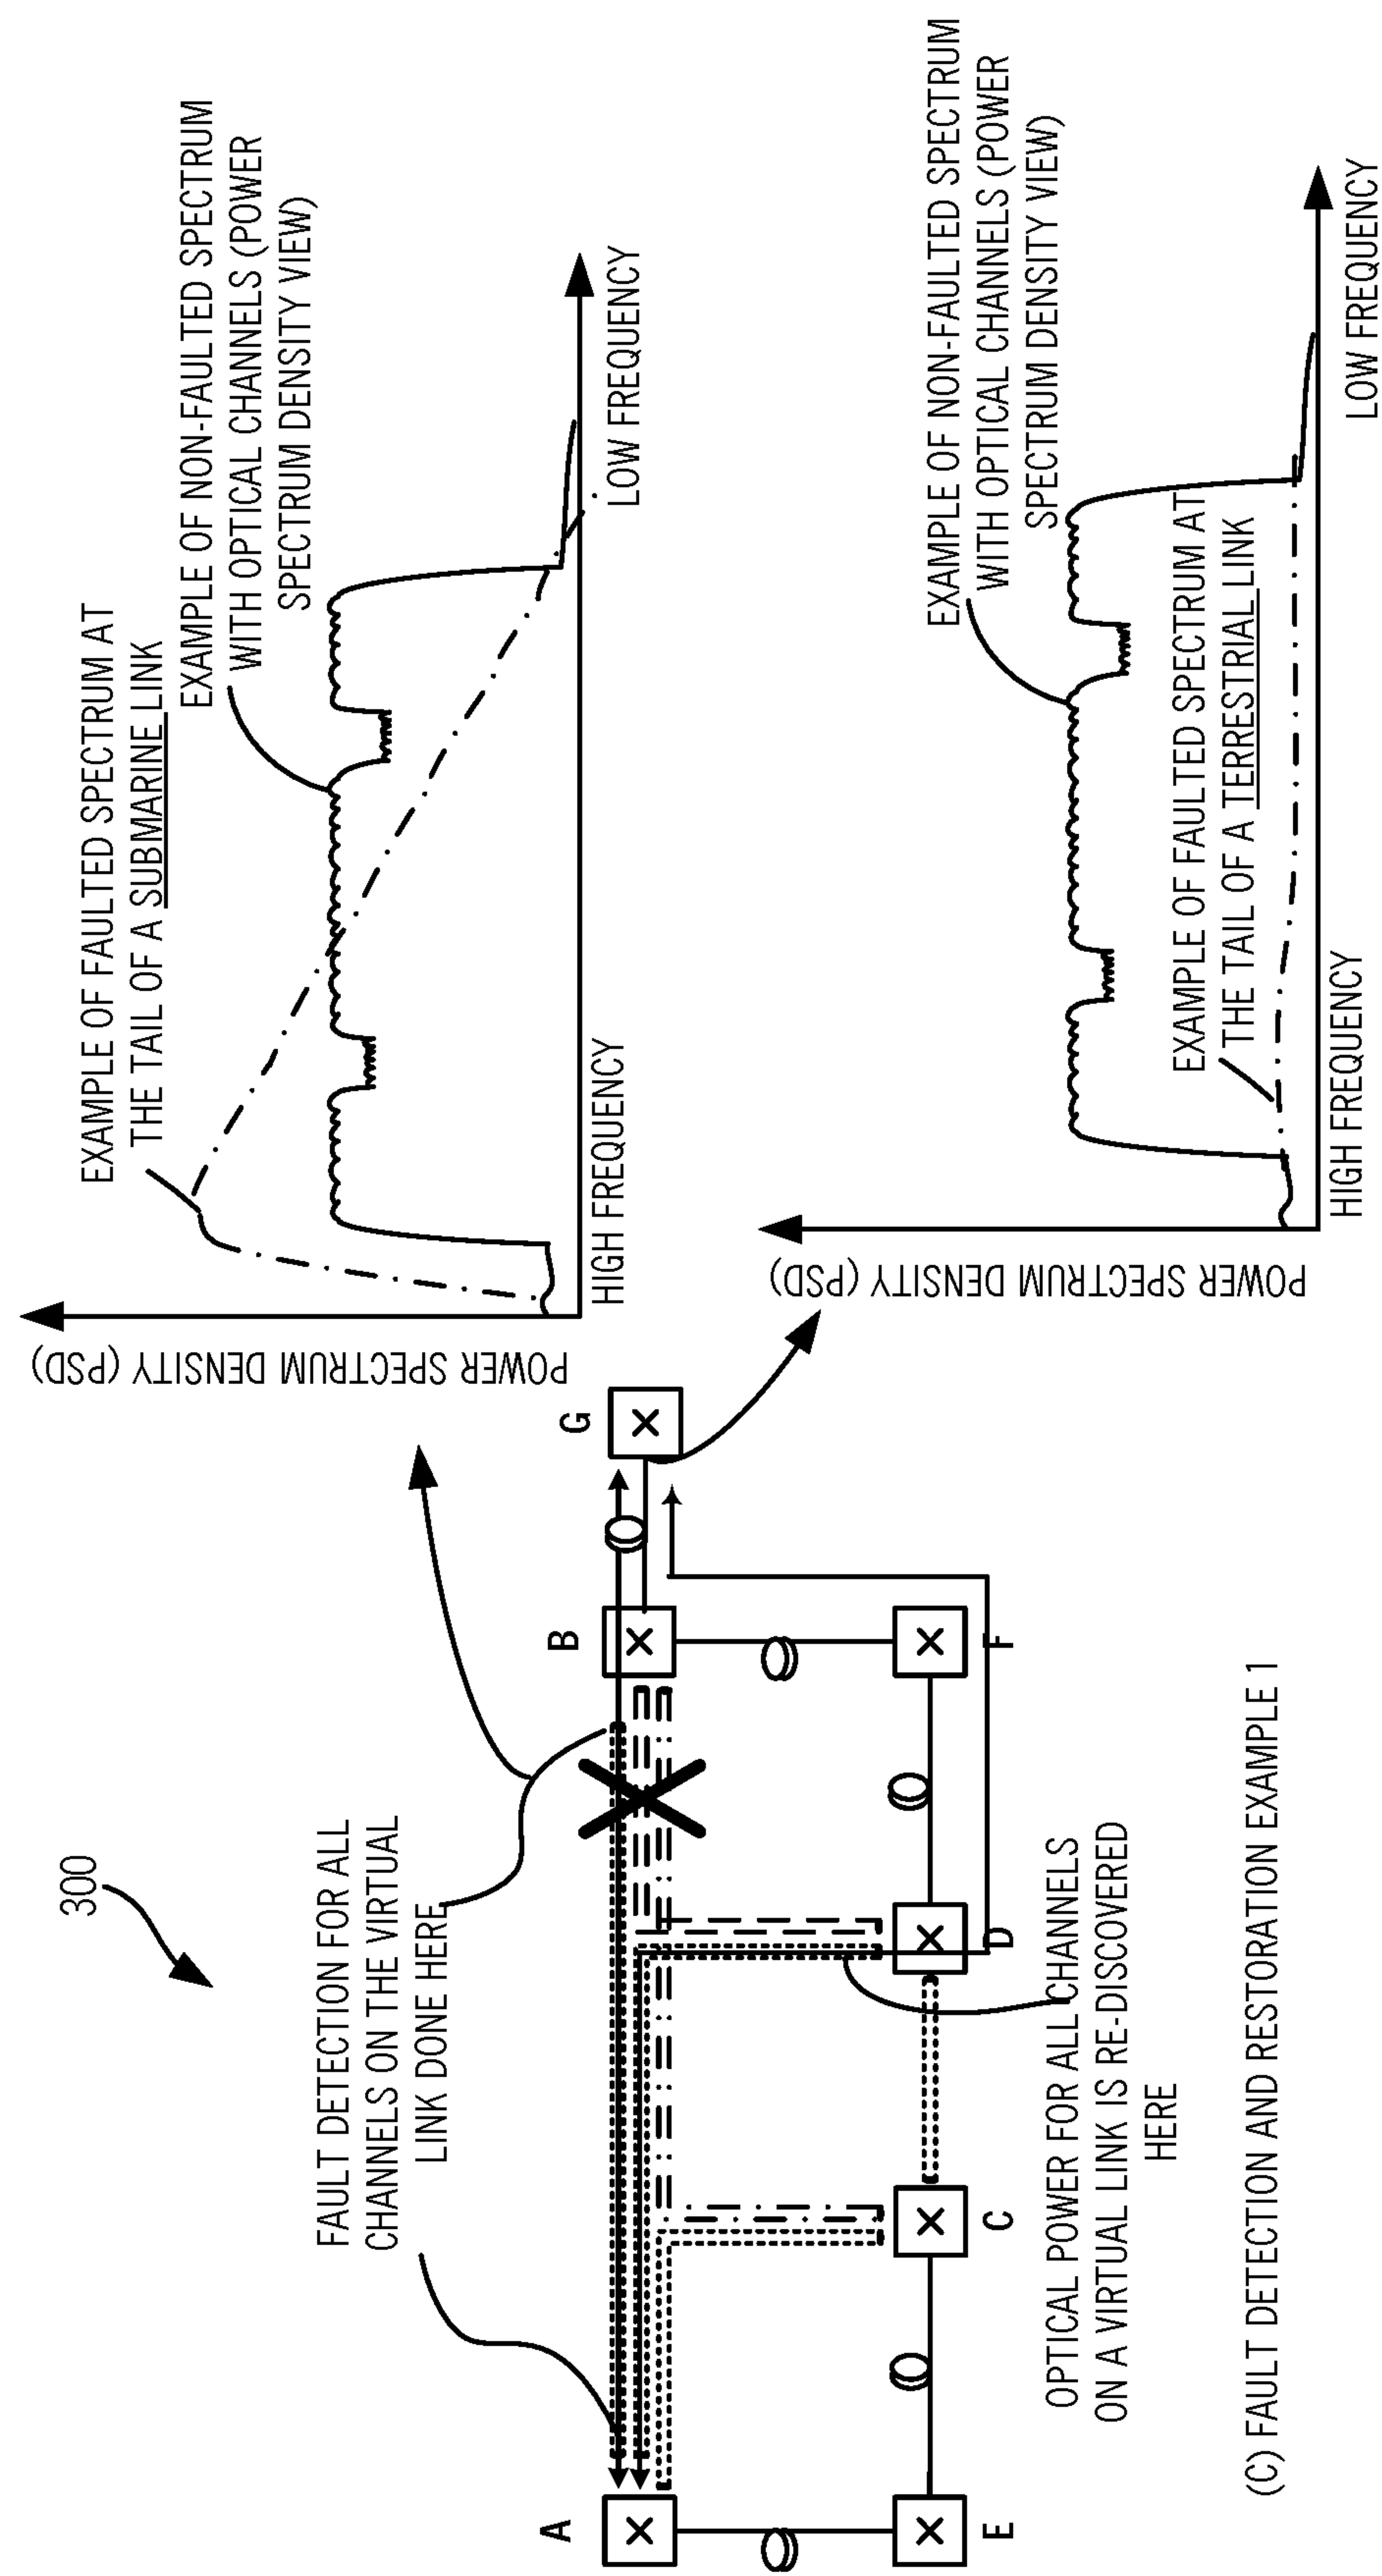 300
FAULT DETECTION FOR ALL
CHANNELS ON THE VIRTUAL
LINK DONE HERE
A
B
G
E
C
D
F
OPTICAL POWER FOR ALL CHANNELS
ON A VIRTUAL LINK IS RE-DISCOVERED
HERE
(C) FAULT DETECTION AND RESTORATION EXAMPLE 1
POWER SPECTRUM DENSITY (PSD)
EXAMPLE OF FAULTED SPECTRUM AT
THE TAIL OF A SUBMARINE LINK
EXAMPLE OF NON-FAULTED SPECTRUM
WITH OPTICAL CHANNELS (POWER
SPECTRUM DENSITY VIEW)
HIGH FREQUENCY
LOW FREQUENCY
POWER SPECTRUM DENSITY (PSD)
EXAMPLE OF NON-FAULTED SPECTRUM
WITH OPTICAL CHANNELS (POWER
SPECTRUM DENSITY VIEW)
EXAMPLE OF FAULTED SPECTRUM AT
THE TAIL OF A TERRESTRIAL LINK
HIGH FREQUENCY
LOW FREQUENCY